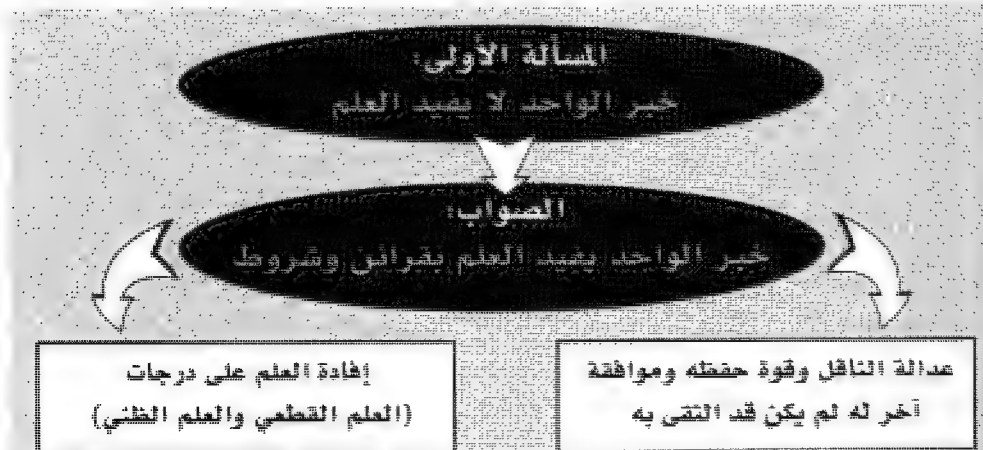 المسألة الأولى:
خبر الواحد لا يفيد العلم
الصواب:
خبر الواحد يفيد العلم بقرائن وشروط
عدالة الناقل وقوة حفظه وموافقة
آخر له لم يكن قد التقى به
إفادة العلم على درجات
(العلم القطعي والعلم الظني)